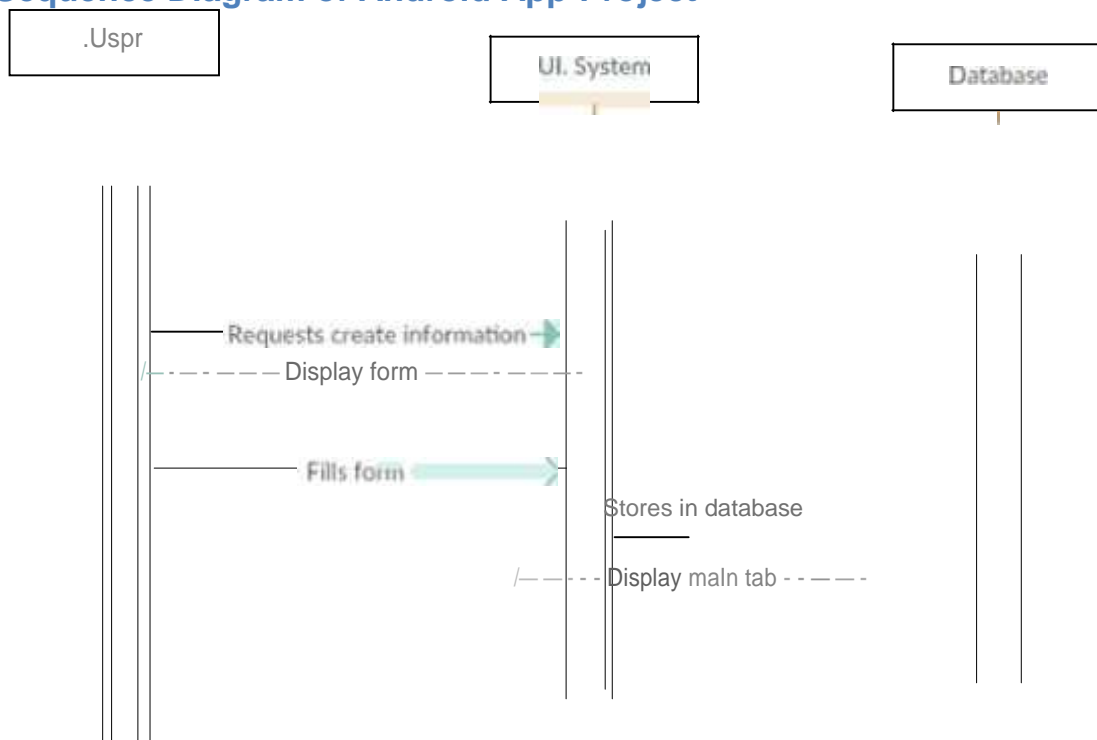 Sequence Diagram of Android App Project
.Uspr
UI. System
Database
Requests create information
Display form
Fills form
Stores in database
Display maln tab